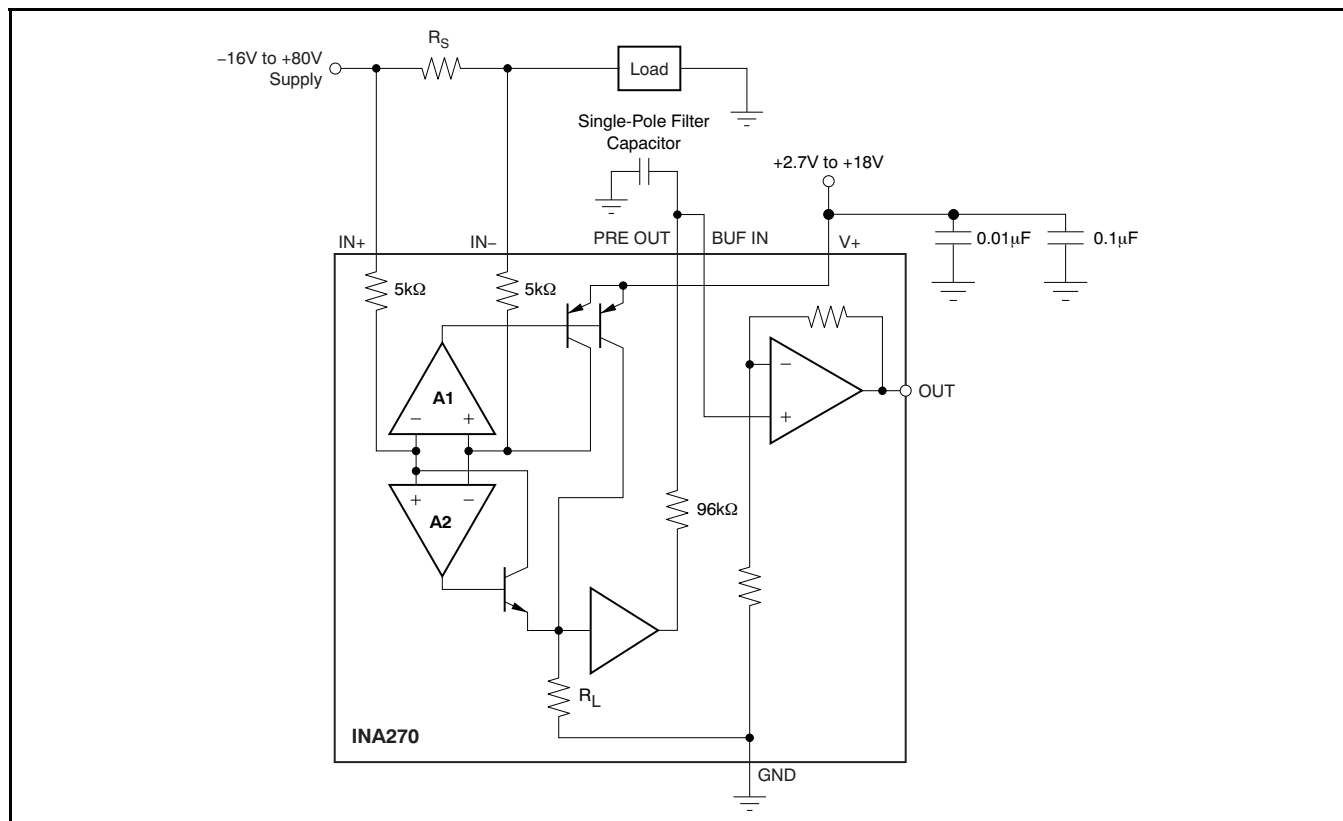 –16V to +80V
Supply
R_S
Load
Single-Pole Filter
Capacitor
+2.7V to +18V
0.01μF
0.1μF
IN+
IN–
PRE OUT
BUF IN
V+
5kΩ
5kΩ
A1
– +
+ –
A2
–
+
OUT
96kΩ
R_L
INA270
GND